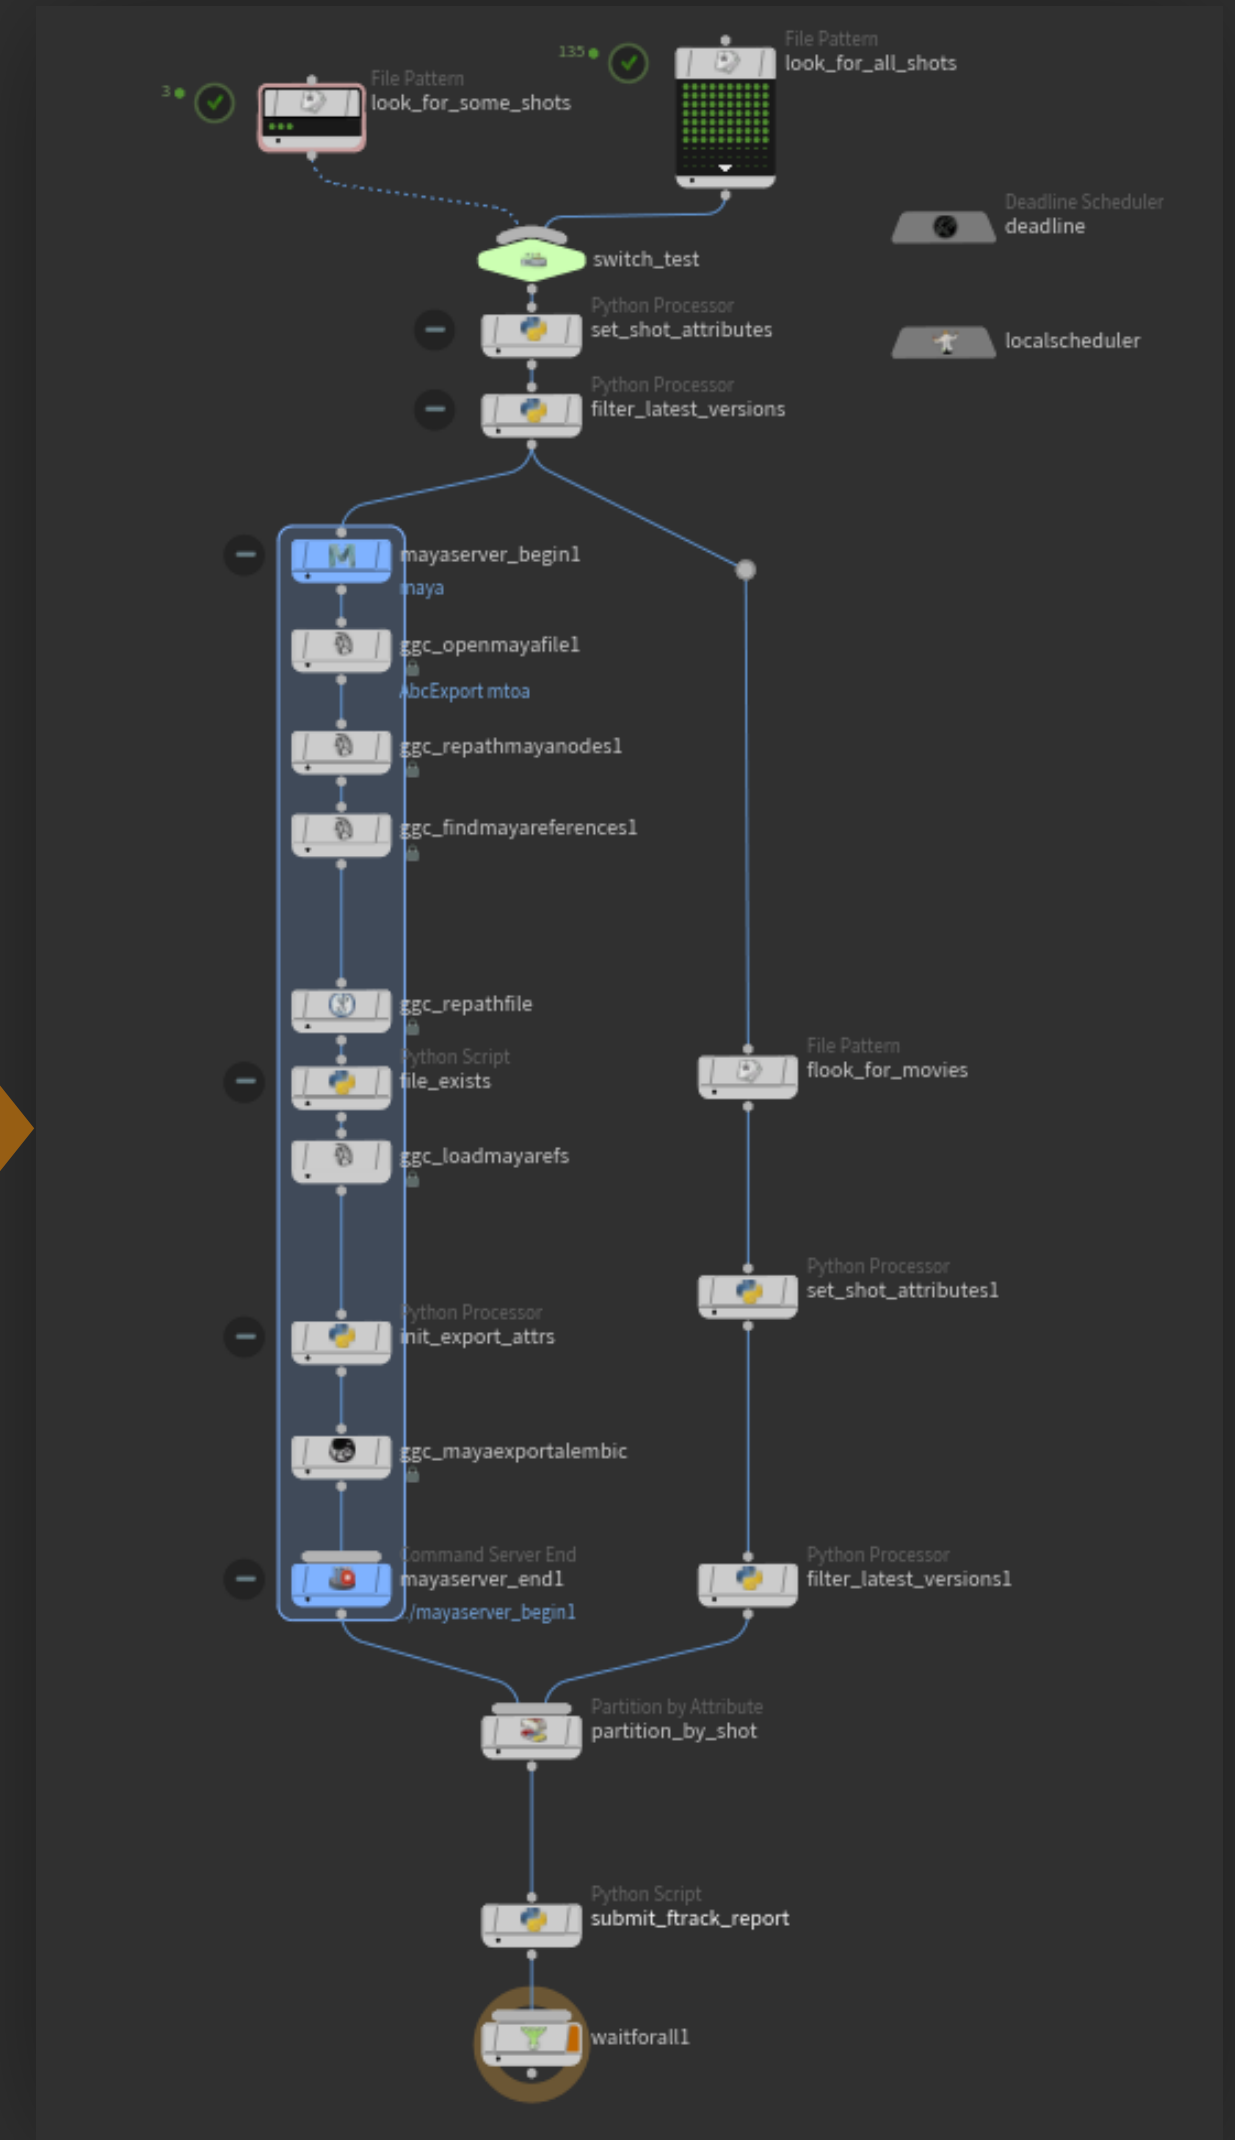 File Pattern
look_for_all_shots
135
File Pattern
look_for_some_shots
3
Deadline Scheduler
deadline
switch_test
Python Processor
set_shot_attributes
localscheduler
Python Processor
filter_latest_versions
mayaserver_begin1
maya
ggc_openmayafile1
AbcExport mtoa
ggc_repathmayanodes1
ggc_findmayareferences1
ggc_repathfile
Python Script
file_exists
File Pattern
flook_for_movies
ggc_loadmayarefs
Python Processor
set_shot_attributes1
Python Processor
init_export_attrs
ggc_mayaexportalembic
Command Server End
mayaserver_end1
../mayaserver_begin1
Python Processor
filter_latest_versions1
Partition by Attribute
partition_by_shot
Python Script
submit_ftrack_report
waitforall1